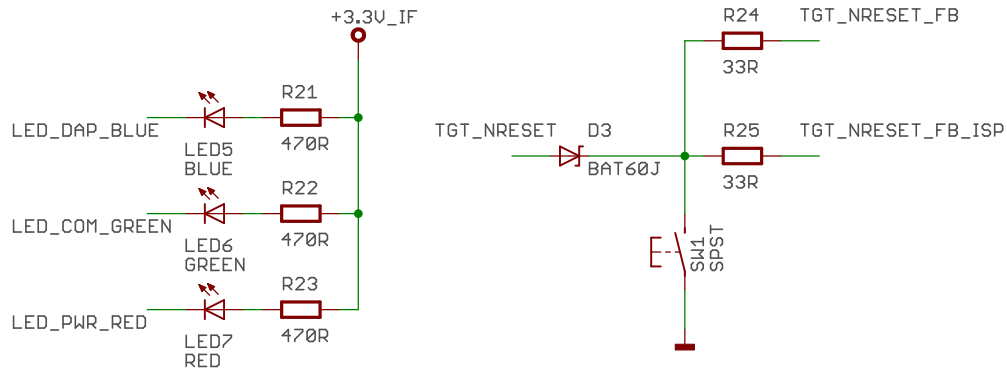 +3.3V_IF
R21
LED_DAP_BLUE
470R
LED5
BLUE
R22
LED_COM_GREEN
470R
LED6
GREEN
R23
LED_PWR_RED
470R
LED7
RED
R24
TGT_NRESET_FB
33R
TGT_NRESET
D3
R25
TGT_NRESET_FB_ISP
BAT60J
33R
SW1
SPST